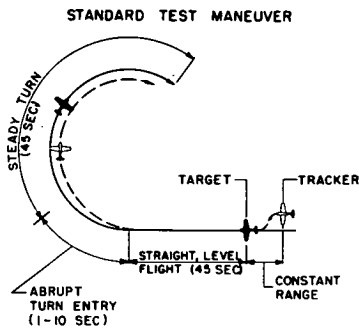 STANDARD TEST MANEUVER
STEADY TURN
(45 SEC)
TARGET
TRACKER
STRAIGHT, LEVEL
FLIGHT (45 SEC)
CONSTANT
RANGE
ABRUPT
TURN ENTRY
(1-10 SEC)